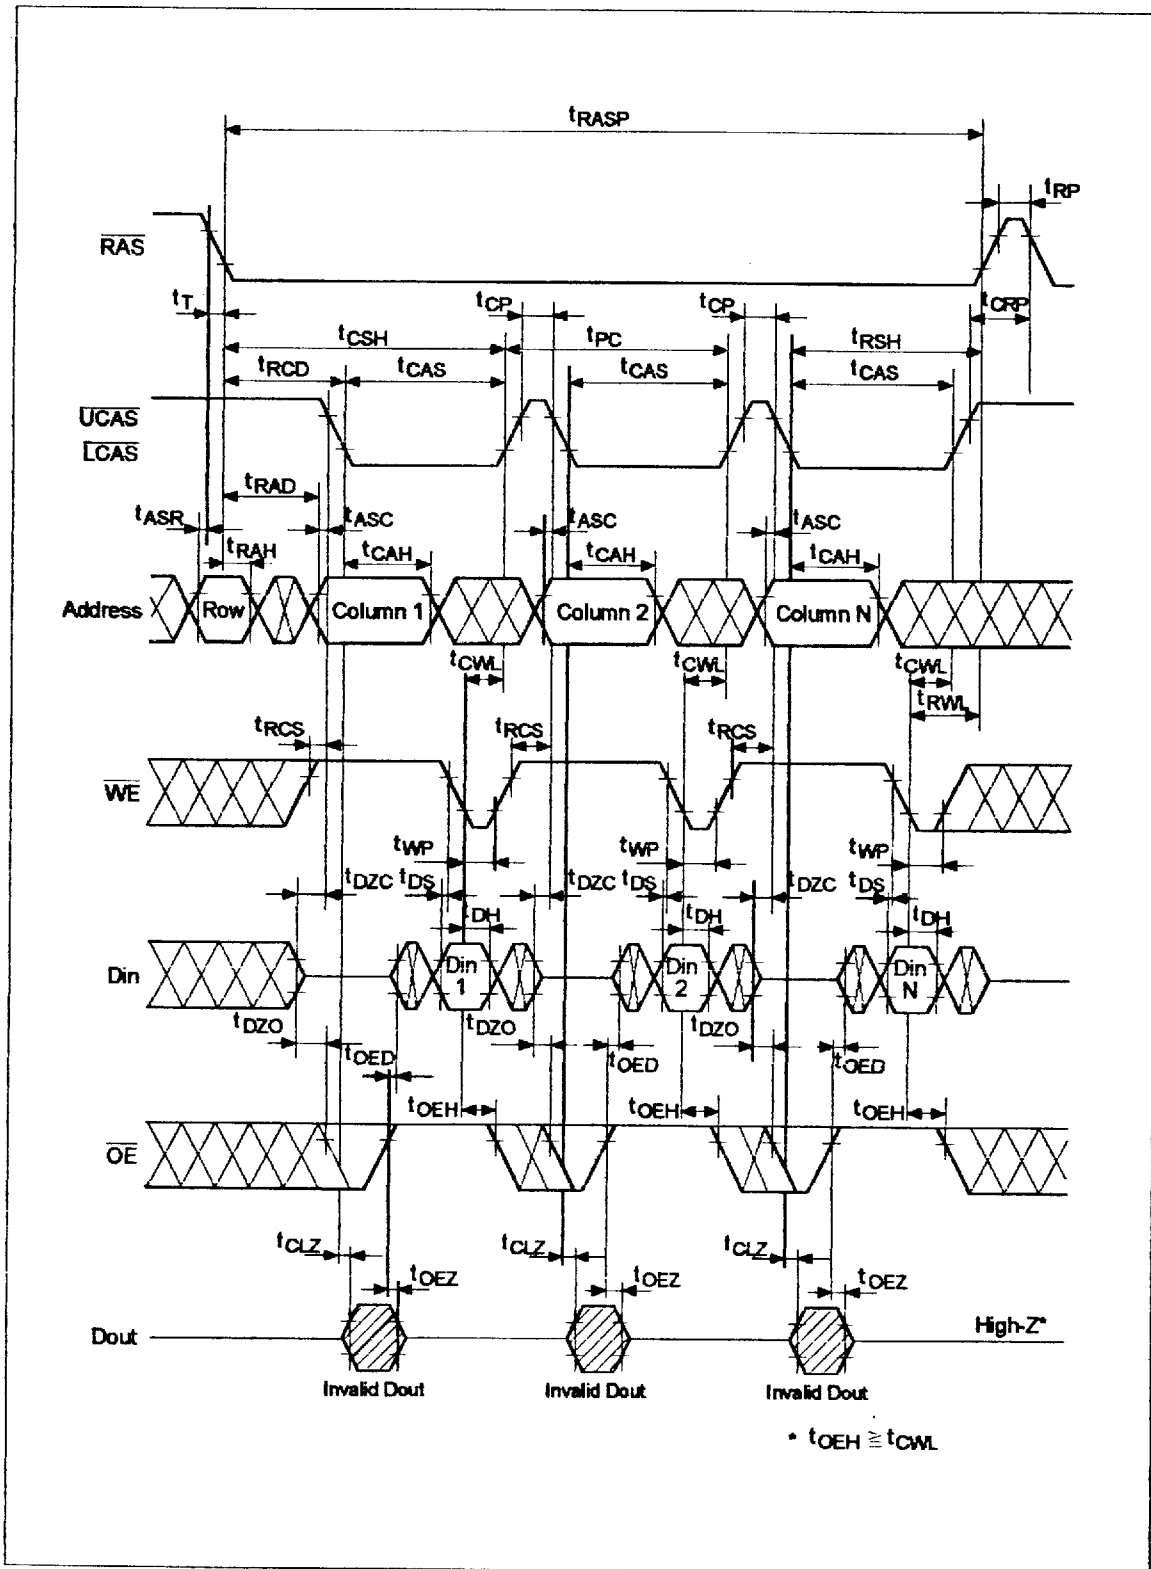 tRASP
tRP
RAS
tT tCP tCP tCRP
tCSH tPC tRSH
tRCD tCAS tCAS tCAS
UCAS
LCAS
tRAD
tASR tASC tASC tASC
tRAH tCAH tCAH tCAH
Address Row Column 1 Column 2 Column N
tCWL tCWL tCWL
tRWL
tRCS tRCS tRCS
WE
tWP tWP tWP
tDZC tDS tDZC tDS tDZC tDS
tDH tDH tDH
Din Din 1 Din 2 Din N
tDZO tDZO tDZO
tOED tOED tOED
tOEH tOEH tOEH
OE
tCLZ tCLZ tCLZ
tOEZ tOEZ tOEZ
Dout High-Z*
Invalid Dout Invalid Dout Invalid Dout
* tOEH ≧ tCWL